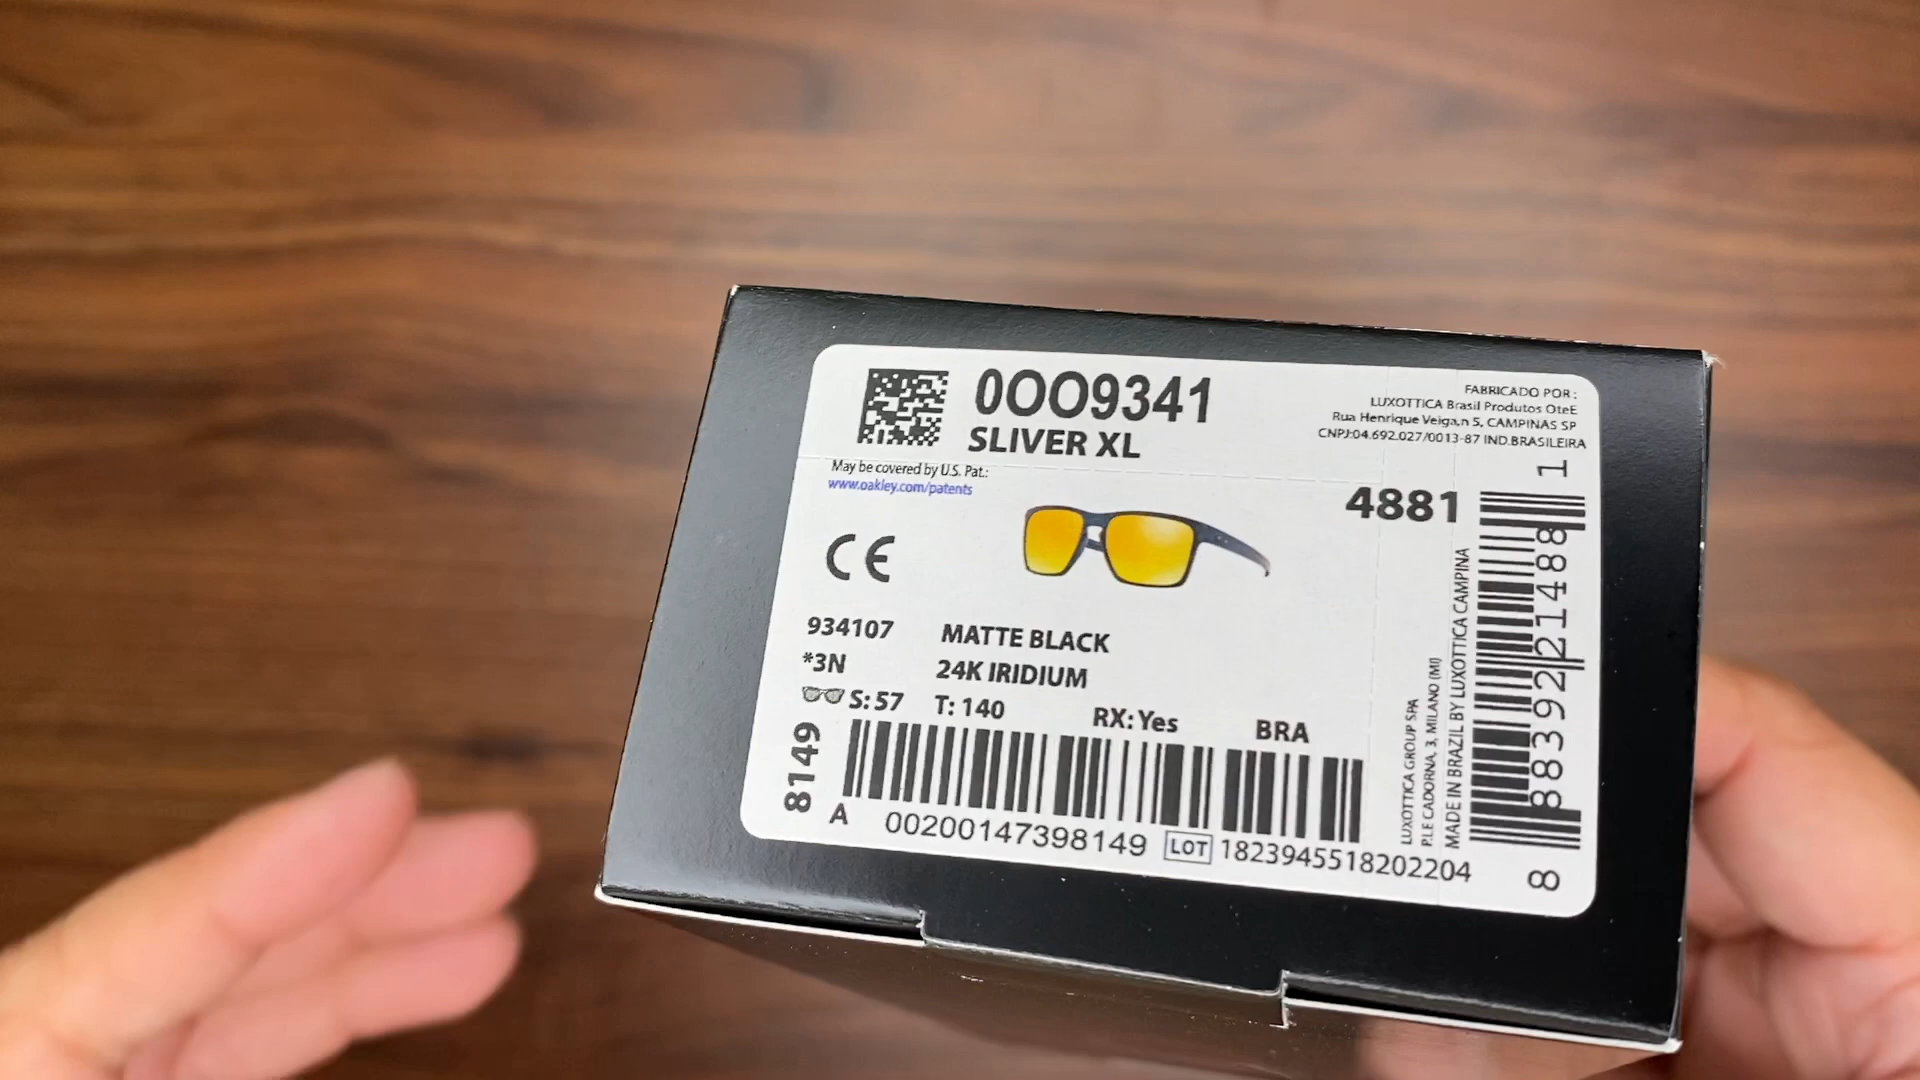 0OO9341
SLIVER XL
FABRICADO POR :
LUXOTTICA Brasil Produtos OteE
Rua Henrique Veiga,n 5, CAMPINAS SP
CNPJ:04.692.027/0013-87 IND.BRASILEIRA
May be covered by U.S. Pat.:
www.oakley.com/patents
4881
CE
934107 MATTE BLACK
*3N 24K IRIDIUM
S: 57 T: 140 RX: Yes BRA
8149
A 00200147398149 LOT 1823945518202204
LUXOTTICA GROUP SPA
P.LE CADORNA, 3, MILANO (MI)
MADE IN BRAZIL BY LUXOTTICA CAMPINA
8 88392 21488 1